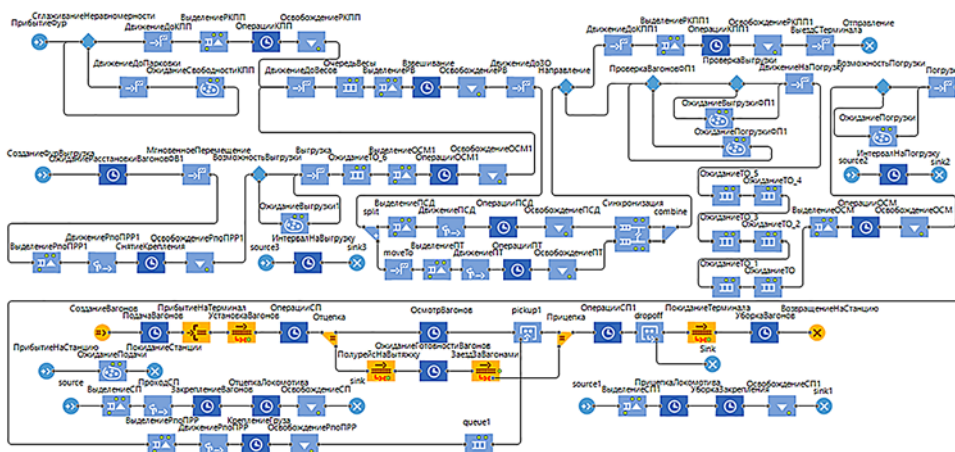 СглаживаниеНеравномерности
ПрибытиеФур
ДвижениеДоКПП
ВыделениеРКПП
ОперацииКПП
ОсвобождениеРКПП
ДвижениеДоПарковки
ОжиданиеСвободностиКПП
ДвижениеДоВесов
ОчередьВесы
ВыделениеРВ
Взвешивание
ОсвобождениеРВ
ДвижениеДоЗО
Направление
ДвижениеДоКПП1
ВыделениеРКПП1
ОперацииКПП1
ОсвобождениеРКПП1
ВыездСТерминала
Отправление
ПроверкаВагоновФП1
ПроверкаВыгрузки
ДвижениеНаПогрузку
ВозможностьПогрузки
Погрузка
ОжиданиеВыгрузкиФП1
ОжиданиеПогрузкиФП1
ОжиданиеПогрузки
ИнтервалНаПогрузку
source2
sink2
СозданиеФурВыгрузка
ОжиданиеРасстановкиВагоновФВ1
МгновенноеПеремещение
ВозможностьВыгрузки
Выгрузка
ОжиданиеТО_6
ВыделениеОСМ1
ОперацииОСМ1
ОсвобождениеОСМ1
ОжиданиеВыгрузки1
ИнтервалНаВыгрузку
source3
sink3
ВыделениеРпоПРР1
ДвижениеРпоПРР1
СнятиеКрепления
ОсвобождениеРпоПРР1
split
ВыделениеПСД
ДвижениеПСД
ОперацииПСД
ОсвобождениеПСД
Синхронизация
combine
moveTo
ВыделениеПТ
ДвижениеПТ
ОперацииПТ
ОсвобождениеПТ
ОжиданиеТО_5
ОжиданиеТО_4
ОжиданиеТО_3
ОжиданиеТО_2
ОжиданиеТО_1
ОжиданиеТО
ВыделениеОСМ
ОперацииОСМ
ОсвобождениеОСМ
СозданиеВагонов
ПодачаВагонов
ПрибытиеНаТерминал
УстановкаВагонов
ОперацииСП
Отцепка
ОсмотрВагонов
pickup1
Прицепка
ОперацииСП1
dropoff
ПокиданиеТерминала
УборкаВагонов
ВозвращениеНаСтанцию
ПрибытиеНаСтанцию
ОжиданиеПодачи
ПокиданиеСтанции
ПолурейсНаВытяжку
ОжиданиеГотовностиВагонов
ЗаездЗаВагонами
Sink
source
ВыделениеСП
ПроходСП
ЗакреплениеВагонов
ОтцепкаЛокомотива
ОсвобождениеСП
sink
source1
ВыделениеСП1
ПрицепкаЛокомотива
УборкаЗакрепления
ОсвобождениеСП1
sink1
ВыделениеРпоПРР
ДвижениеРпоПРР
КреплениеГруза
ОсвобождениеРпоПРР
queue1